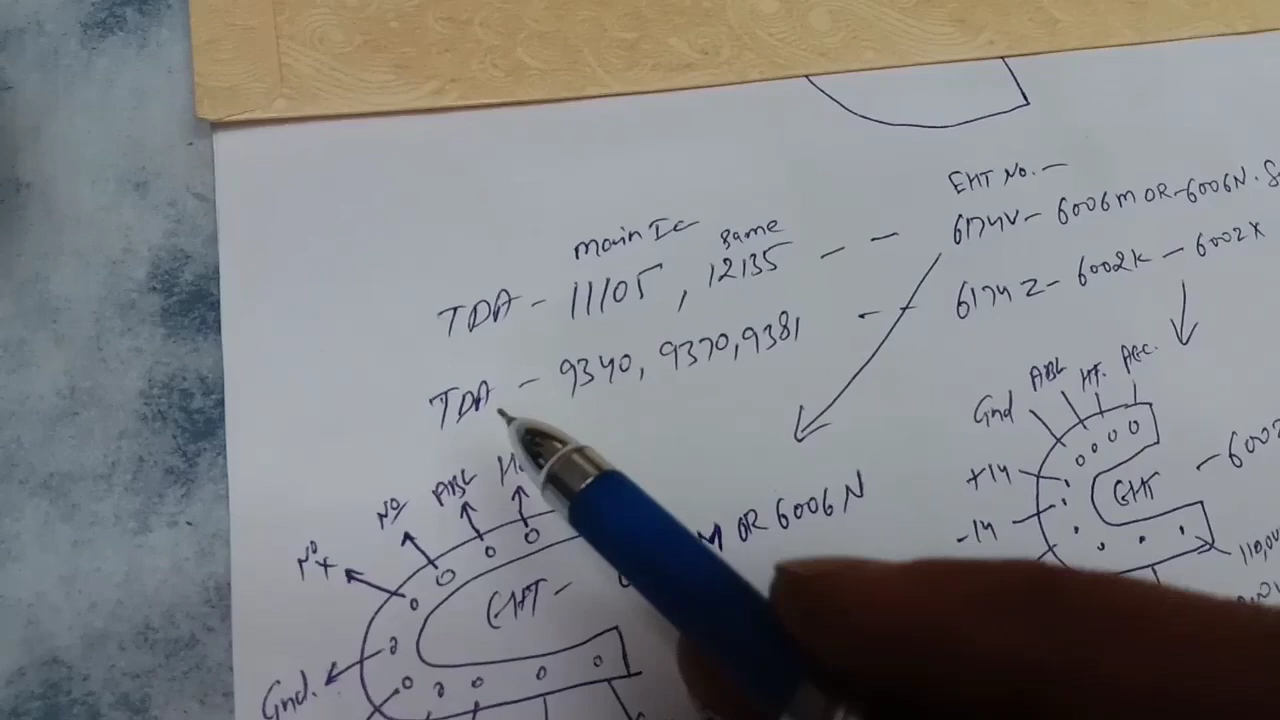 EHT No. -
main Ic same
TDA - 11105, 12135 - - 6174V - 6006M OR - 6006N.
TDA - 9340, 9370, 9381 - - 6174Z - 6002K - 6002X
Gnd ABL HT.
+14
-14
EHT
No ABL
M OR 6006N
EHT -
Gnd.